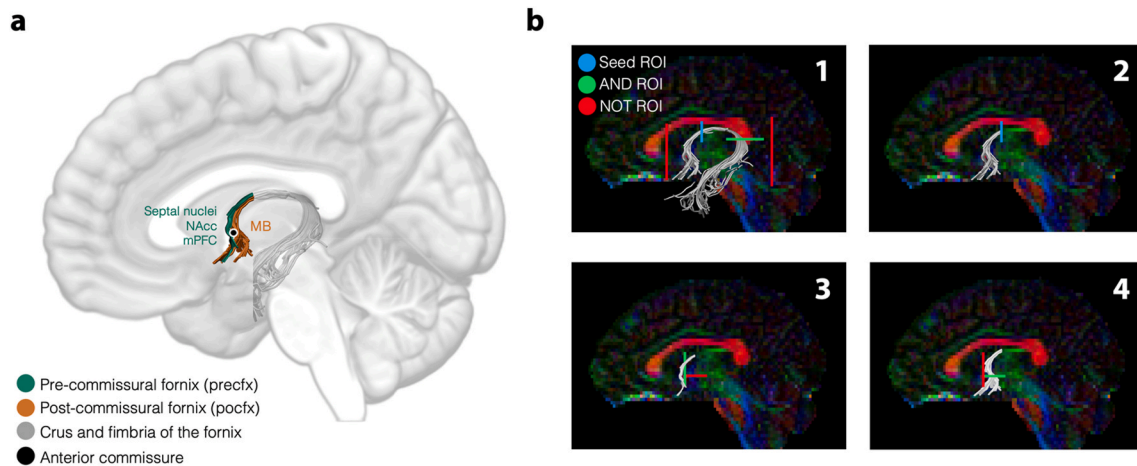 a
Septal nuclei
NAcc
mPFC
MB
Pre-commissural fornix (precfx)
Post-commissural fornix (pocfx)
Crus and fimbria of the fornix
Anterior commissure
b
Seed ROI
AND ROI
NOT ROI
1
2
3
4